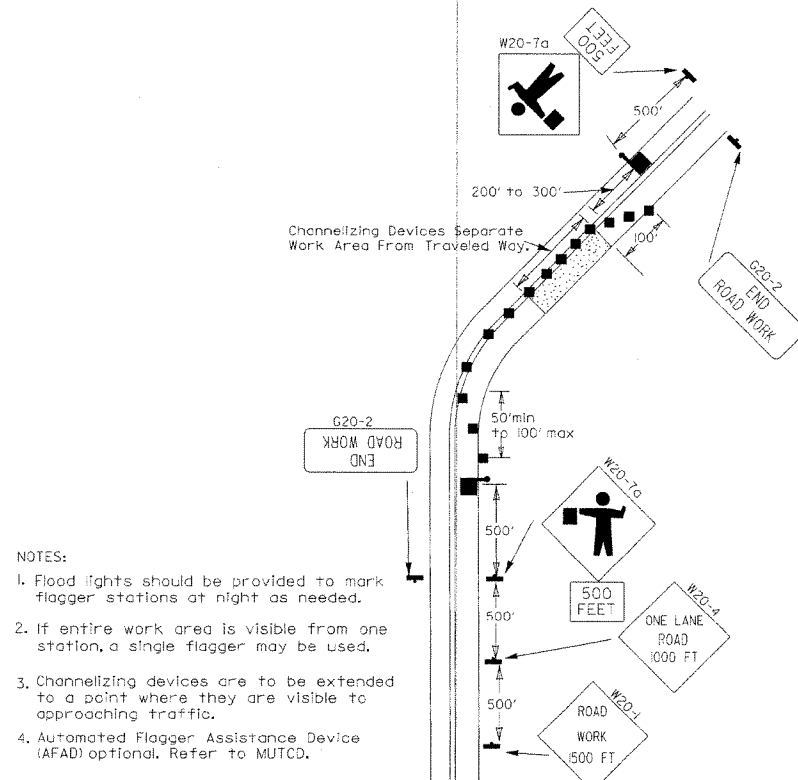 W20-7a
500
FEET
500'
200' to 300'
Channelizing Devices Separate
Work Area From Traveled Way.
100'
G20-2
END
ROAD WORK
50'min
to 100' max
G20-2
END
ROAD WORK
W20-7a
500'
500
FEET
W20-4
500'
ONE LANE
ROAD
1000 FT
W20-1
500'
ROAD
WORK
1500 FT
NOTES:
1. Flood lights should be provided to mark
flagger stations at night as needed.
2. If entire work area is visible from one
station, a single flagger may be used.
3. Channelizing devices are to be extended
to a point where they are visible to
approaching traffic.
4. Automated Flagger Assistance Device
(AFAD) optional. Refer to MUTCD.